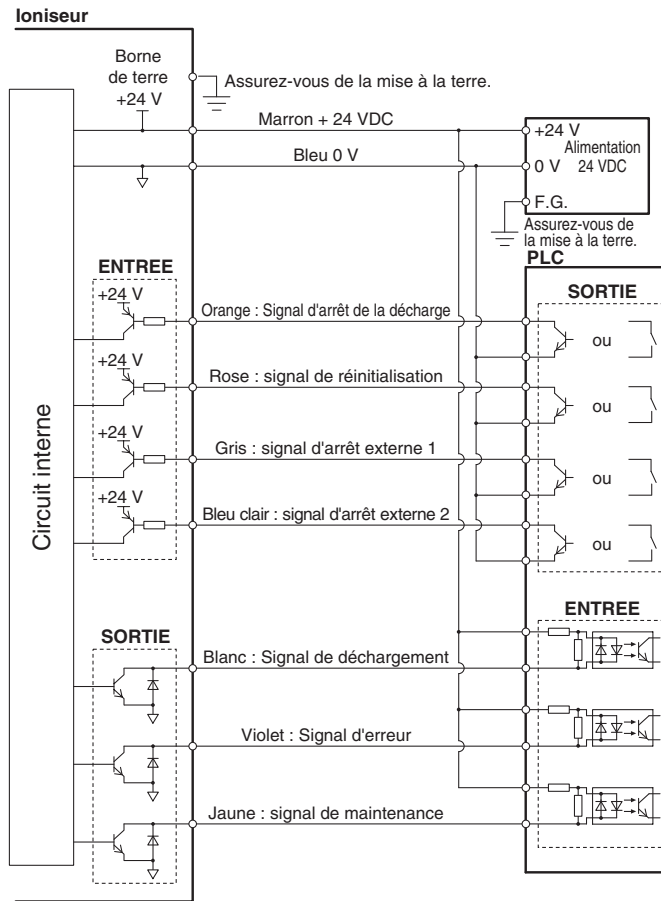 Ioniseur
Borne
de terre
+24 V
Assurez-vous de la mise à la terre.
Marron + 24 VDC
Bleu 0 V
+24 V
Alimentation
0 V
24 VDC
F.G.
Assurez-vous de
la mise à la terre.
PLC
ENTREE
SORTIE
+24 V
Orange : Signal d'arrêt de la décharge
ou
+24 V
Rose : signal de réinitialisation
ou
+24 V
Gris : signal d'arrêt externe 1
ou
+24 V
Bleu clair : signal d'arrêt externe 2
ou
Circuit interne
ENTREE
SORTIE
Blanc : Signal de déchargement
Violet : Signal d'erreur
Jaune : signal de maintenance